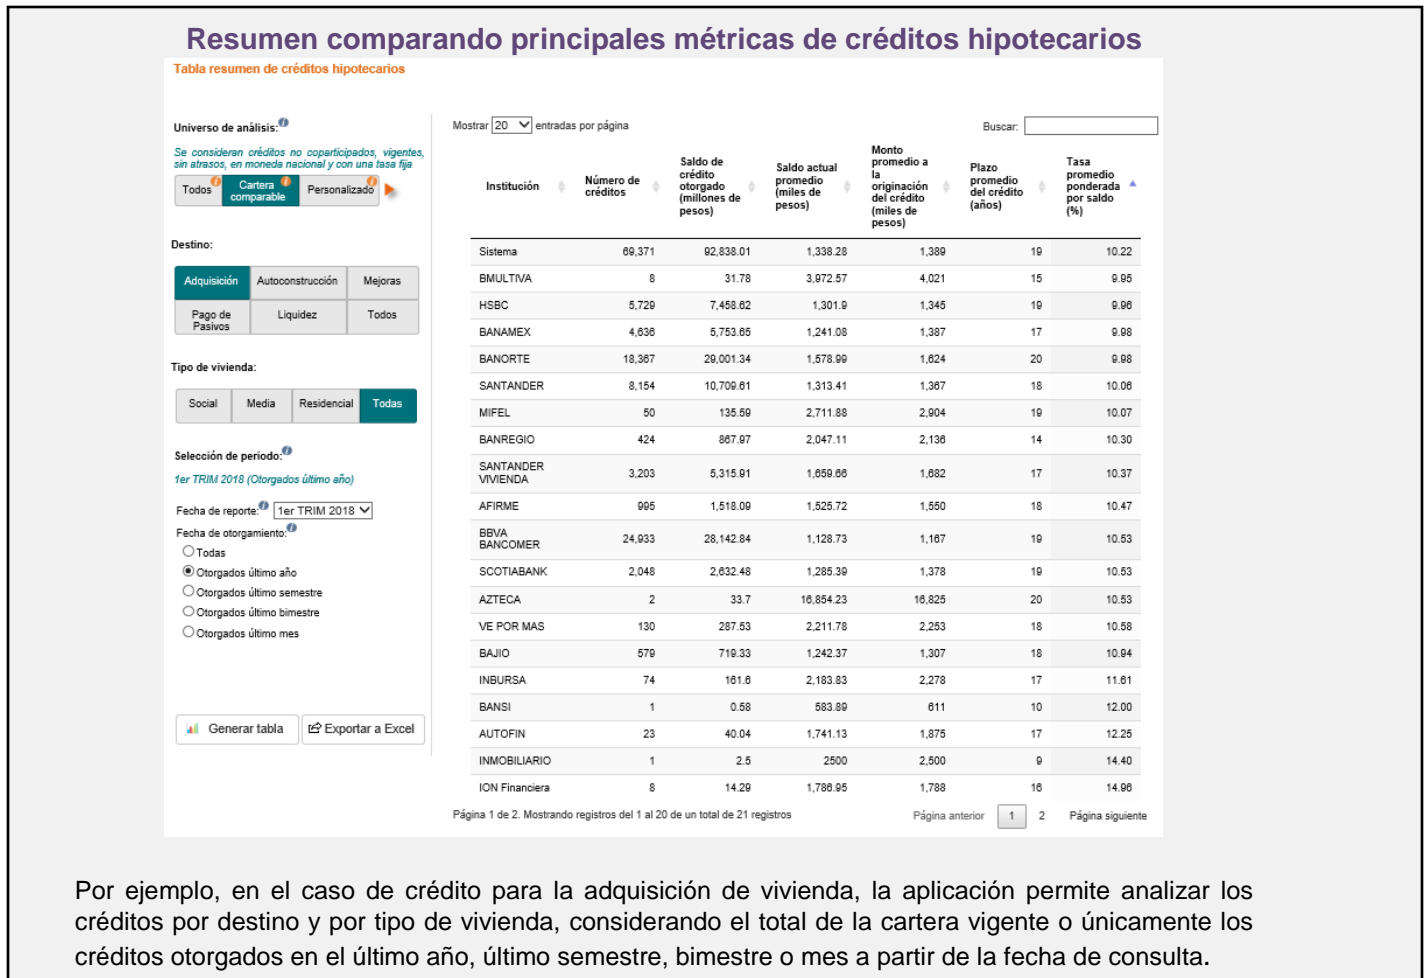 Resumen comparando principales métricas de créditos hipotecarios
Tabla resumen de créditos hipotecarios
Universo de análisis:
Se consideran créditos no coparticipados, vigentes,
sin atrasos, en moneda nacional y con una tasa fija
Todos Cartera comparable Personalizado
Destino:
Adquisición Autoconstrucción Mejoras
Pago de Pasivos Liquidez Todos
Tipo de vivienda:
Social Media Residencial Todas
Selección de periodo:
1er TRIM 2018 (Otorgados último año)
Fecha de reporte: 1er TRIM 2018
Fecha de otorgamiento:
Todas
Otorgados último año
Otorgados último semestre
Otorgados último bimestre
Otorgados último mes
Generar tabla Exportar a Excel
Mostrar 20 entradas por página Buscar:
Institución Número de créditos Saldo de crédito otorgado (millones de pesos) Saldo actual promedio (miles de pesos) Monto promedio a la originación del crédito (miles de pesos) Plazo promedio del crédito (años) Tasa promedio ponderada por saldo (%)
Sistema 69,371 92,838.01 1,338.28 1,389 19 10.22
BMULTIVA 8 31.78 3,972.57 4,021 15 9.95
HSBC 5,729 7,458.62 1,301.9 1,345 19 9.96
BANAMEX 4,636 5,753.65 1,241.08 1,387 17 9.98
BANORTE 18,367 29,001.34 1,578.99 1,624 20 9.98
SANTANDER 8,154 10,709.61 1,313.41 1,367 18 10.06
MIFEL 50 135.59 2,711.88 2,904 19 10.07
BANREGIO 424 867.97 2,047.11 2,136 14 10.30
SANTANDER VIVIENDA 3,203 5,315.91 1,659.66 1,682 17 10.37
AFIRME 995 1,518.09 1,525.72 1,550 18 10.47
BBVA BANCOMER 24,933 28,142.84 1,128.73 1,167 19 10.53
SCOTIABANK 2,048 2,632.48 1,285.39 1,378 19 10.53
AZTECA 2 33.7 16,854.23 16,825 20 10.53
VE POR MAS 130 287.53 2,211.78 2,253 18 10.58
BAJIO 579 719.33 1,242.37 1,307 18 10.94
INBURSA 74 161.6 2,183.83 2,278 17 11.61
BANSI 1 0.58 583.89 611 10 12.00
AUTOFIN 23 40.04 1,741.13 1,875 17 12.25
INMOBILIARIO 1 2.5 2500 2,500 9 14.40
ION Financiera 8 14.29 1,786.95 1,788 16 14.96
Página 1 de 2. Mostrando registros del 1 al 20 de un total de 21 registros Página anterior 1 2 Página siguiente
Por ejemplo, en el caso de crédito para la adquisición de vivienda, la aplicación permite analizar los
créditos por destino y por tipo de vivienda, considerando el total de la cartera vigente o únicamente los
créditos otorgados en el último año, último semestre, bimestre o mes a partir de la fecha de consulta.